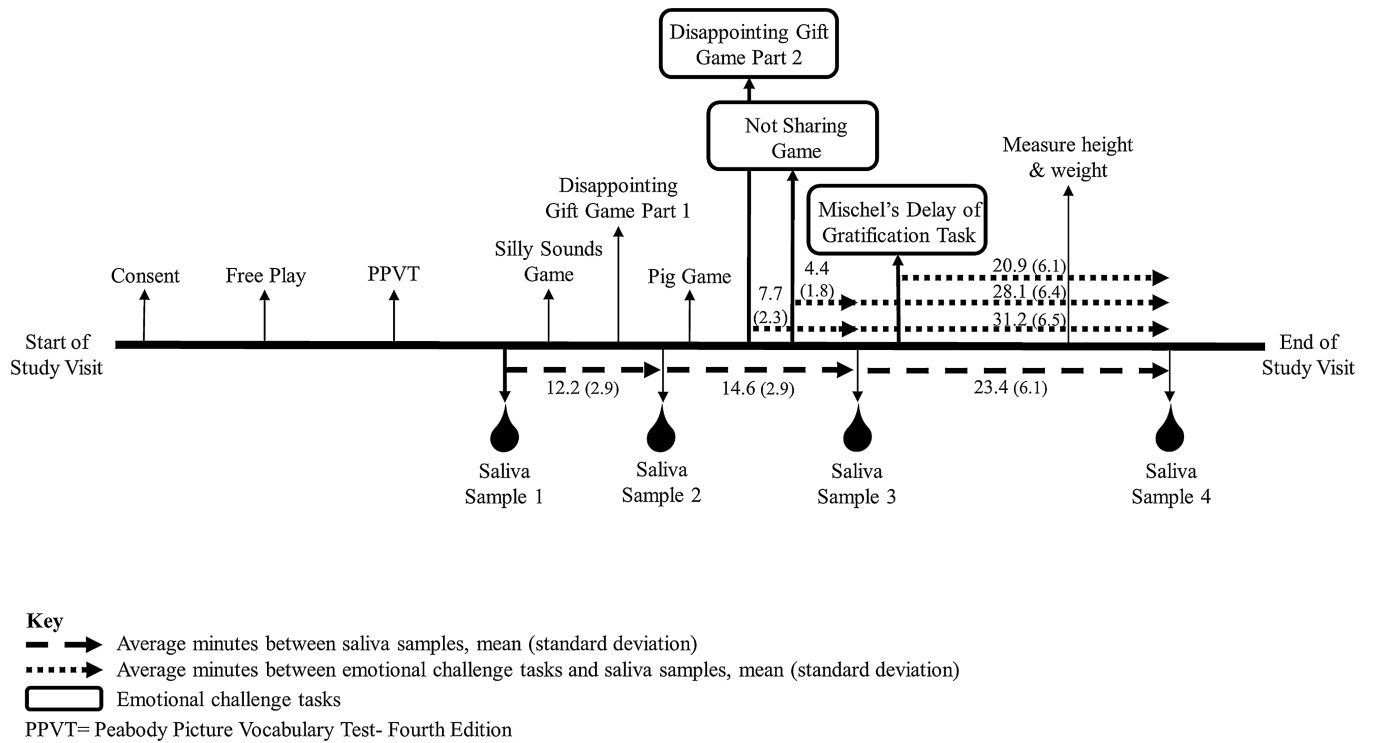 Disappointing Gift
Game Part 2
Not Sharing
Game
Measure height
& weight
Disappointing
Gift Game Part 1
Mischel's Delay of
Gratification Task
Silly Sounds
Game
Consent
Free Play
PPVT
Pig Game
4.4
(1.8)
7.7
(2.3)
20.9 (6.1)
28.1 (6.4)
31.2 (6.5)
Start of
Study Visit
End of
Study Visit
12.2 (2.9)
14.6 (2.9)
23.4 (6.1)
Saliva
Sample 1
Saliva
Sample 2
Saliva
Sample 3
Saliva
Sample 4
Key
Average minutes between saliva samples, mean (standard deviation)
Average minutes between emotional challenge tasks and saliva samples, mean (standard deviation)
Emotional challenge tasks
PPVT= Peabody Picture Vocabulary Test- Fourth Edition